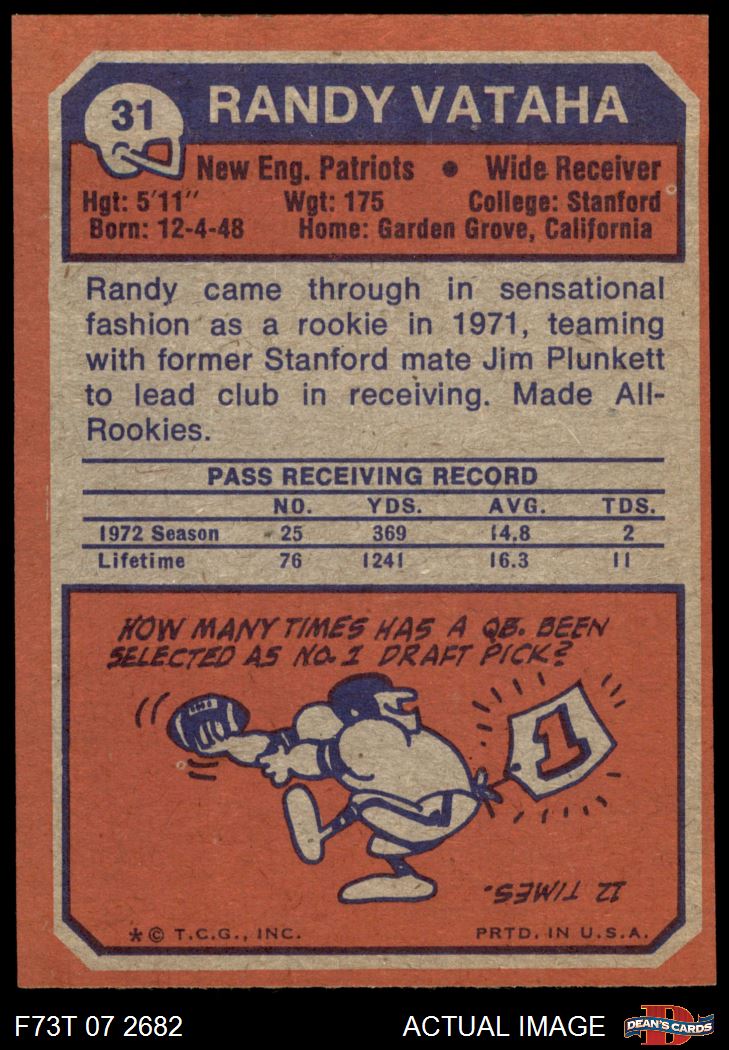 31
RANDY VATAHA
New Eng. Patriots • Wide Receiver
Hgt: 5'11" Wgt: 175 College: Stanford
Born: 12-4-48 Home: Garden Grove, California
Randy came through in sensational
fashion as a rookie in 1971, teaming
with former Stanford mate Jim Plunkett
to lead club in receiving. Made All-
Rookies.
PASS RECEIVING RECORD
NO. YDS. AVG. TDS.
1972 Season 25 369 14.8 2
Lifetime 76 1241 16.3 11
HOW MANY TIMES HAS A QB. BEEN
SELECTED AS NO. 1 DRAFT PICK?
1
12 TIMES.
* © T.C.G., INC. PRTD. IN U.S.A.
F73T 07 2682 ACTUAL IMAGE
D
DEAN'S CARDS